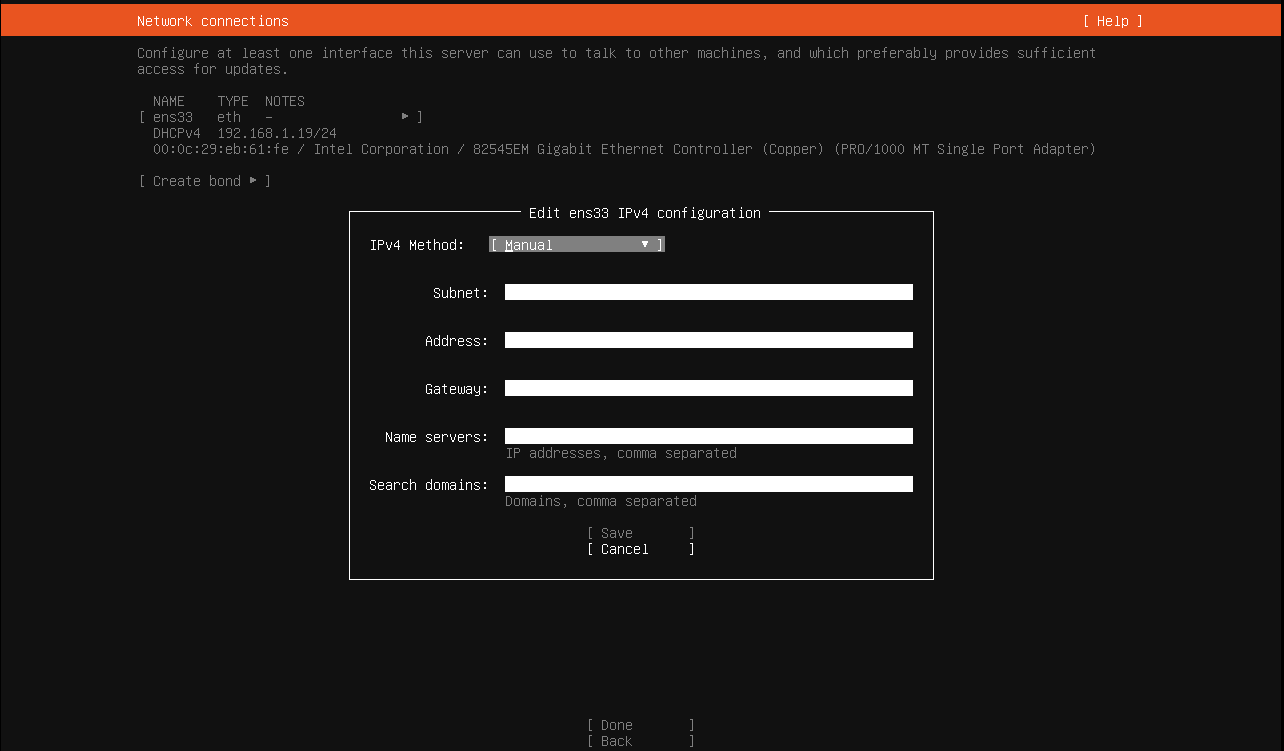 Network connections [ Help ]
Configure at least one interface this server can use to talk to other machines, and which preferably provides sufficient
access for updates.
NAME TYPE NOTES
[ ens33 eth - ▸ ]
DHCPv4 192.168.1.19/24
00:0c:29:eb:61:fe / Intel Corporation / 82545EM Gigabit Ethernet Controller (Copper) (PRO/1000 MT Single Port Adapter)
[ Create bond ▸ ]
Edit ens33 IPv4 configuration
IPv4 Method: [ Manual ▾ ]
Subnet:
Address:
Gateway:
Name servers:
IP addresses, comma separated
Search domains:
Domains, comma separated
[ Save ]
[ Cancel ]
[ Done ]
[ Back ]